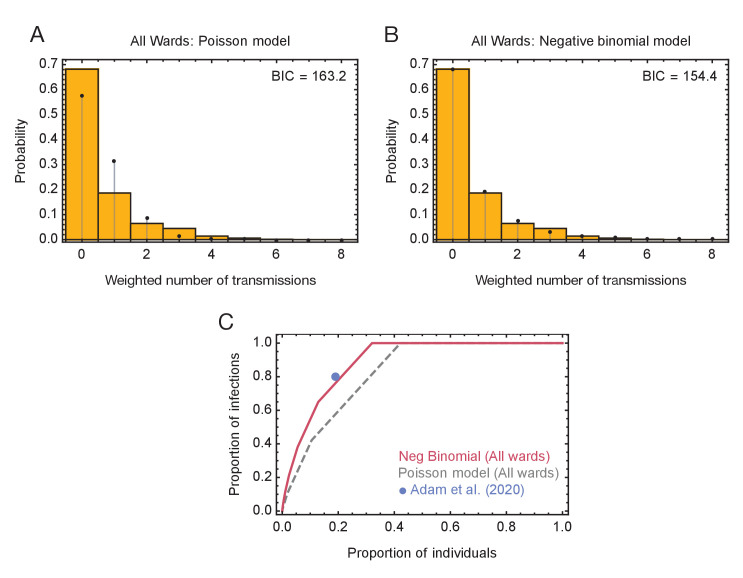 A
All Wards: Poisson model
BIC = 163.2
0.7
0.6
0.5
0.4
0.3
0.2
0.1
0.0
Probability
0 2 4 6 8
Weighted number of transmissions
B
All Wards: Negative binomial model
BIC = 154.4
0.7
0.6
0.5
0.4
0.3
0.2
0.1
0.0
Probability
0 2 4 6 8
Weighted number of transmissions
C
1.0
0.8
0.6
0.4
0.2
0.0
Proportion of infections
Neg Binomial (All wards)
Poisson model (All wards)
Adam et al. (2020)
0.0 0.2 0.4 0.6 0.8 1.0
Proportion of individuals